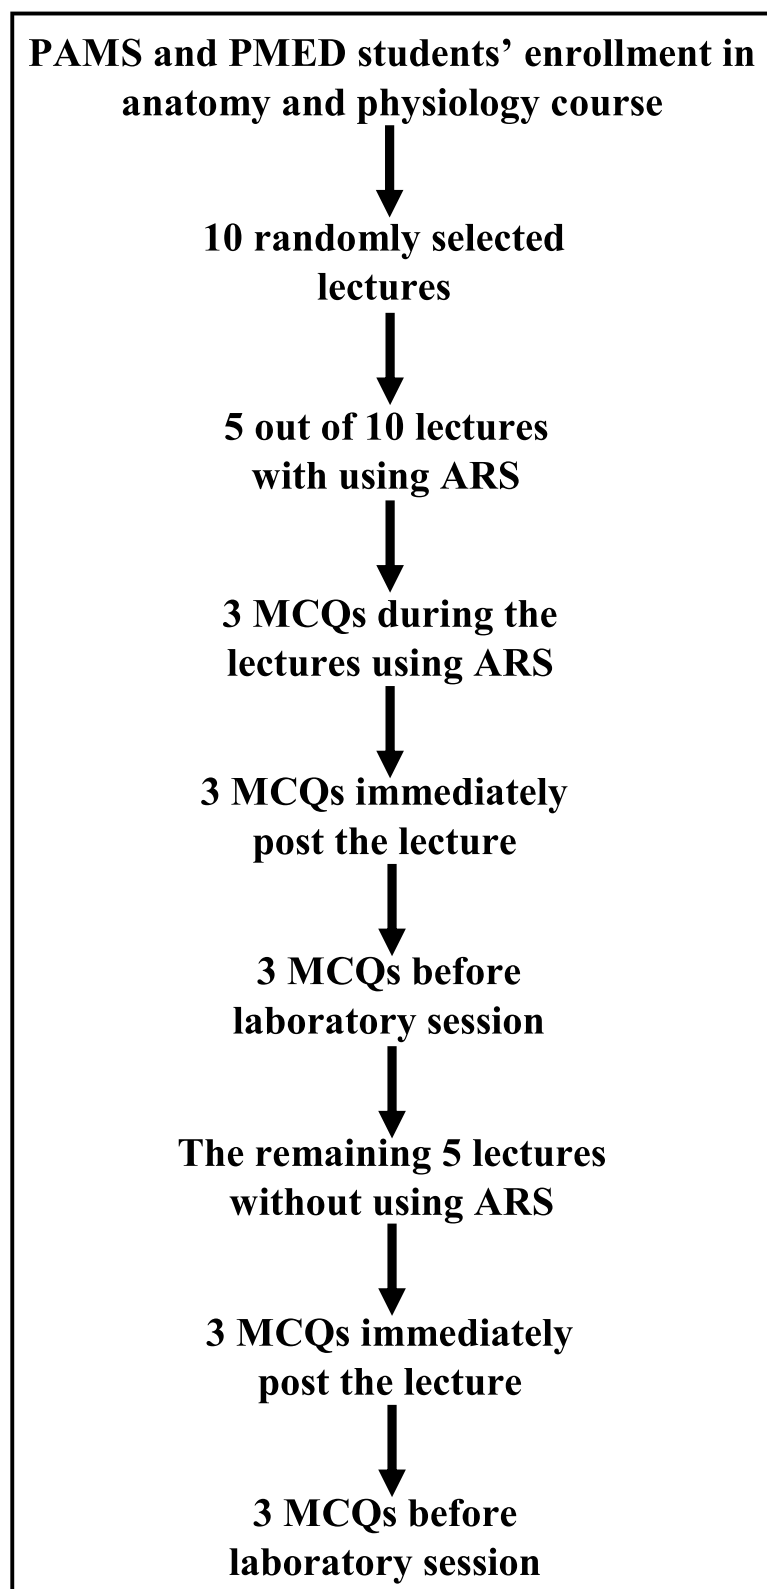 PAMS and PMED students’ enrollment in
anatomy and physiology course
10 randomly selected
lectures
5 out of 10 lectures
with using ARS
3 MCQs during the
lectures using ARS
3 MCQs immediately
post the lecture
3 MCQs before
laboratory session
The remaining 5 lectures
without using ARS
3 MCQs immediately
post the lecture
3 MCQs before
laboratory session